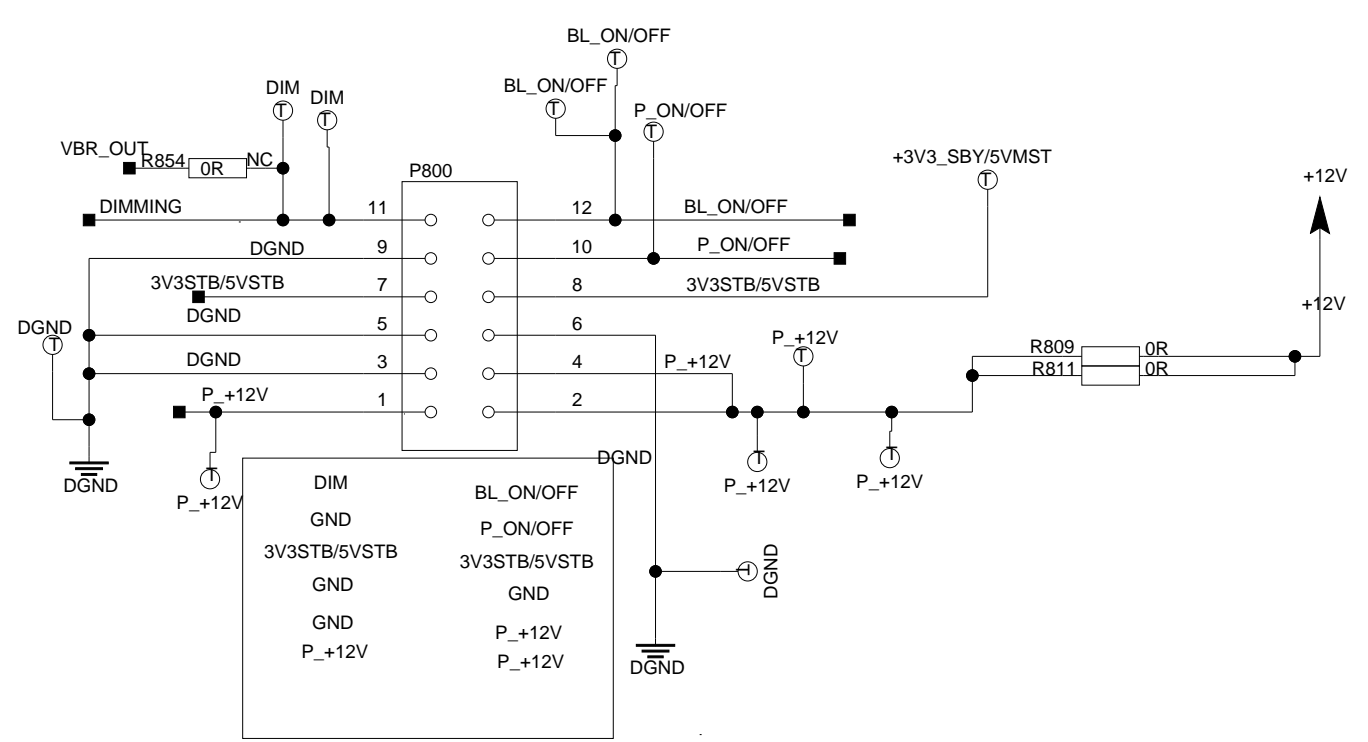 BL_ON/OFF
T
DIM
BL_ON/OFF
DIM
P_ON/OFF
T
T
T
T
T
VBR_OUT
R854
0R
NC
P800
+3V3_SBY/5VMST
T
+12V
DIMMING
11
12
BL_ON/OFF
DGND
9
10
P_ON/OFF
3V3STB/5VSTB
7
8
3V3STB/5VSTB
+12V
DGND
DGND
5
6
T
P_+12V
T
R809
0R
DGND
3
4
P_+12V
R811
0R
P_+12V
1
2
T
DGND
T
T
DGND
P_+12V
P_+12V
P_+12V
DIM
BL_ON/OFF
GND
P_ON/OFF
3V3STB/5VSTB
3V3STB/5VSTB
GND
GND
T
DGND
GND
P_+12V
P_+12V
P_+12V
DGND